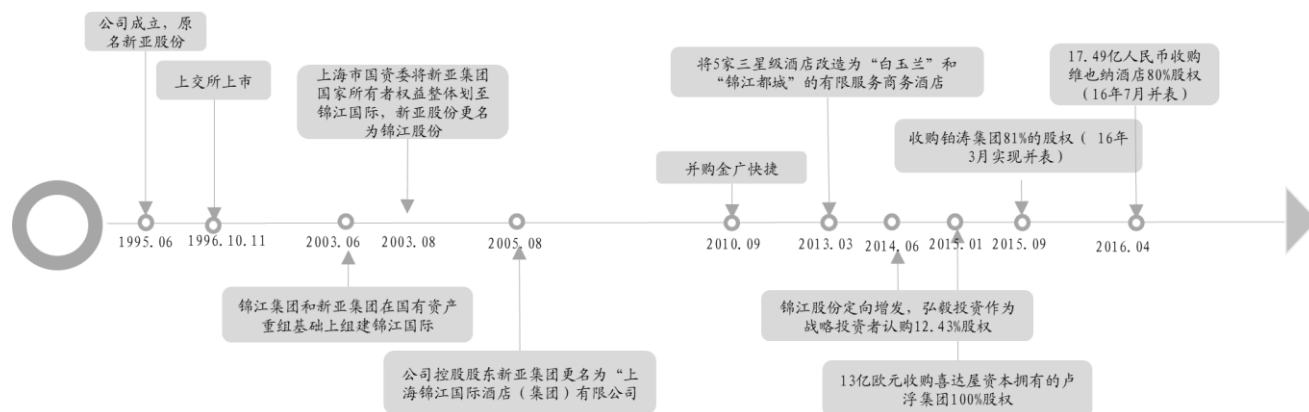 公司成立，原
名新亚股份
上交所上市
上海市国资委将新亚集团
国家所有者权益整体划至
锦江国际，新亚股份更名
为锦江股份
并购金广快捷
将5家三星级酒店改造为“白玉兰”和
“锦江都城”的有限服务商务酒店
收购铂涛集团81%的股权（ 16年
3月实现并表）
17.49亿人民币收购
维也纳酒店80%股权
（16年7月并表）
1995.06
1996.10.11
2003.06
2003.08
2005.08
2010.09
2013.03
2014.06
2015.01
2015.09
2016.04
锦江集团和新亚集团在国有资产
重组基础上组建锦江国际
公司控股股东新亚集团更名为“上
海锦江国际酒店（集团）有限公司
锦江股份定向增发，弘毅投资作为
战略投资者认购12.43%股权
13亿欧元收购喜达屋资本拥有的卢
浮集团100%股权